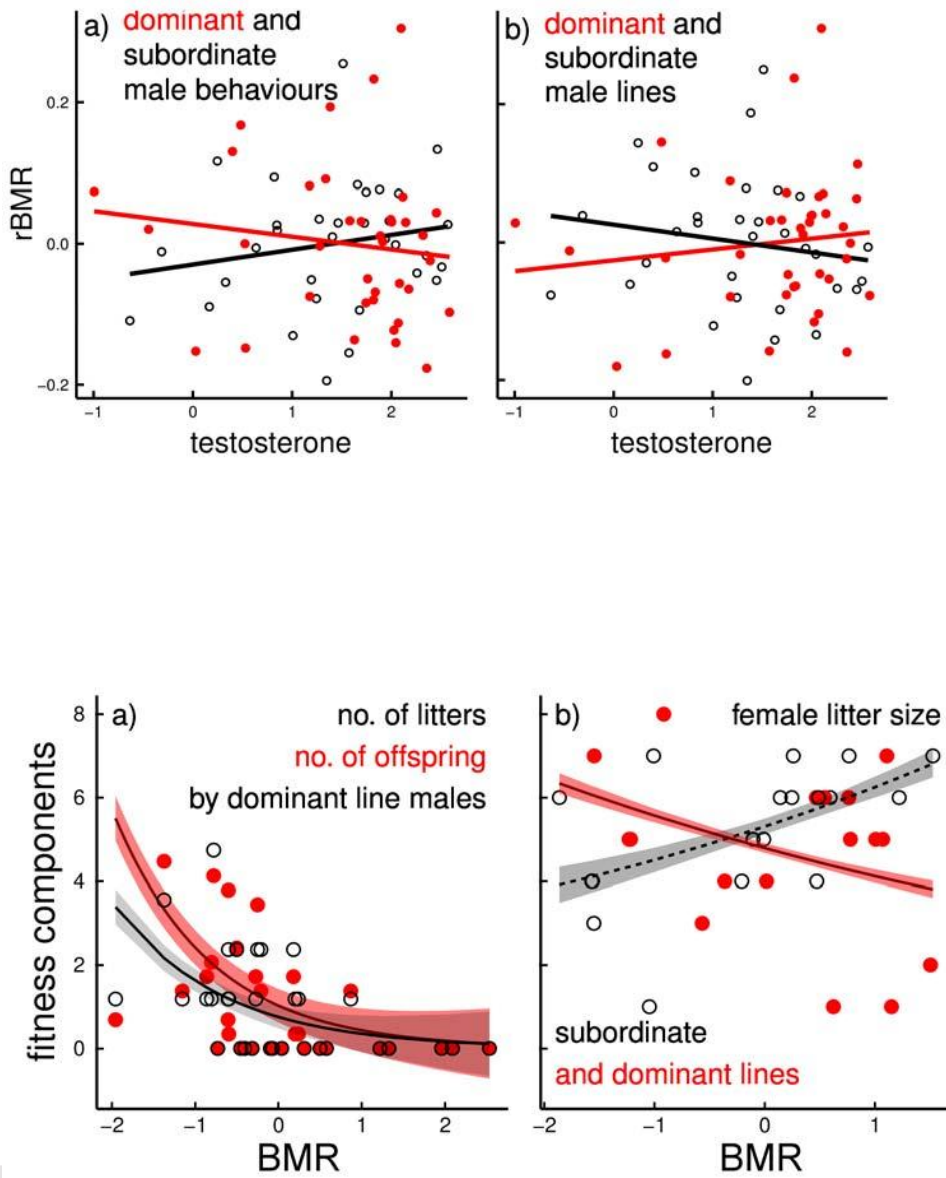 a) dominant and
subordinate
male behaviours
rBMR
0.2
0.0
−0.2
−1
0
1
2
testosterone
b) dominant and
subordinate
male lines
−1
0
1
2
testosterone
a) no. of litters
no. of offspring
by dominant line males
fitness components
8
6
4
2
0
−2
−1
0
1
2
BMR
b) female litter size
subordinate
and dominant lines
−2
−1
0
1
BMR